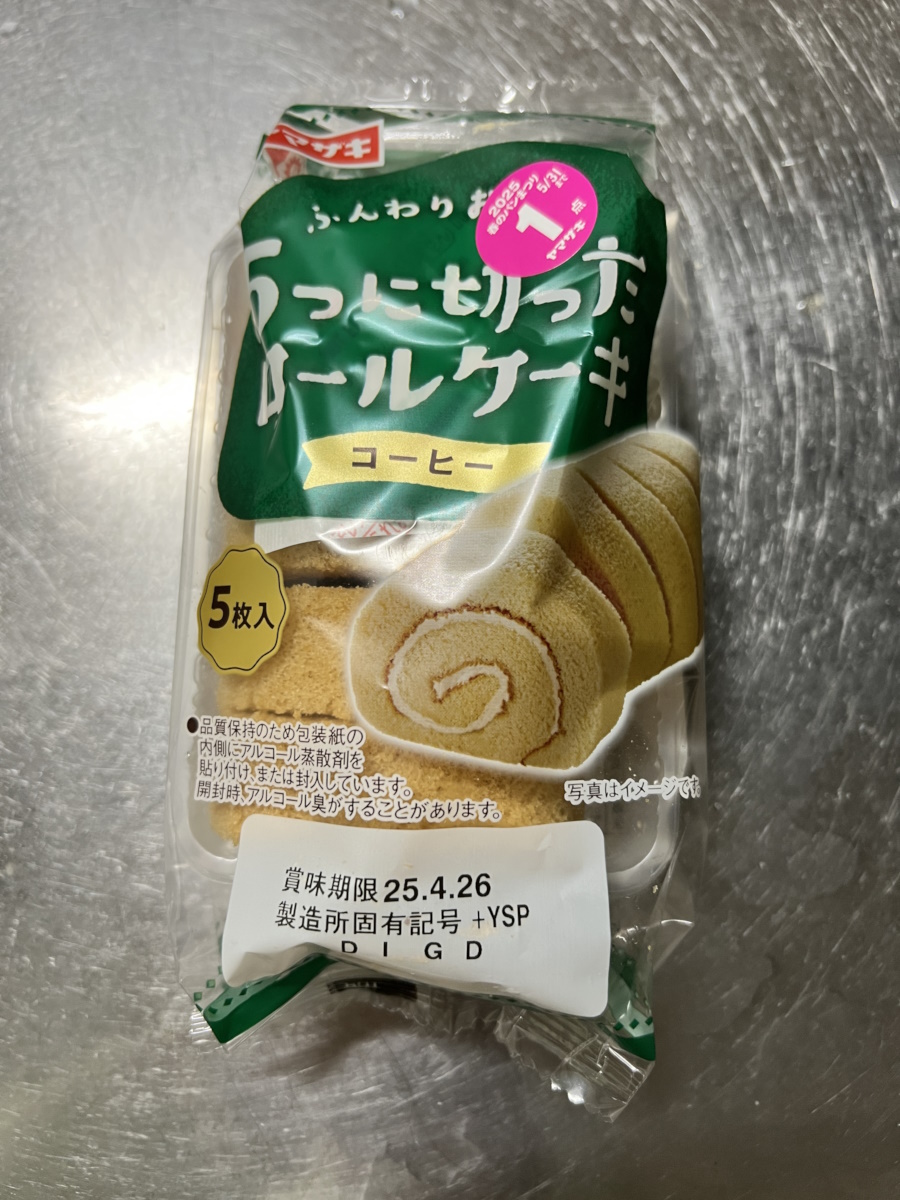 マザキ
ふんわりお
2025
春のパンまつり
5/31まで
1点
ヤマザキ
5つに切った
ロールケーキ
コーヒー
5枚入
●品質保持のため包装紙の
内側にアルコール蒸散剤を
貼り付け、または封入しています。
開封時、アルコール臭がすることがあります。
写真はイメージです
賞味期限 25.4.26
製造所固有記号 +YSP
D I G D